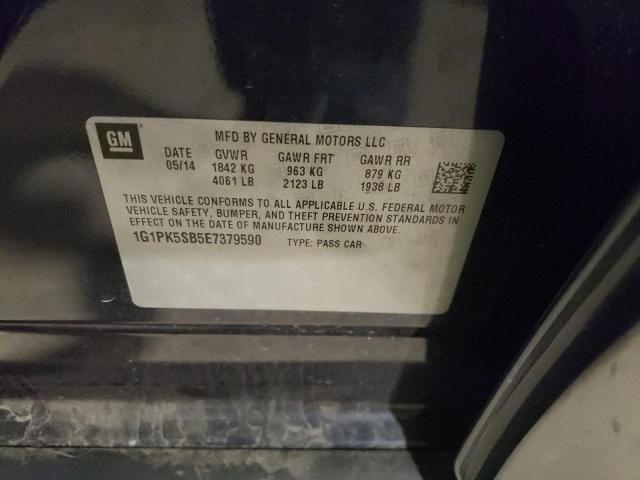 GM
MFD BY GENERAL MOTORS LLC
DATE GVWR GAWR FRT GAWR RR
05/14 1842 KG 963 KG 879 KG
4061 LB 2123 LB 1938 LB
THIS VEHICLE CONFORMS TO ALL APPLICABLE U.S. FEDERAL MOTOR
VEHICLE SAFETY, BUMPER, AND THEFT PREVENTION STANDARDS IN
EFFECT ON THE DATE OF MANUFACTURE SHOWN ABOVE.
1G1PK5SB5E7379590 TYPE: PASS CAR